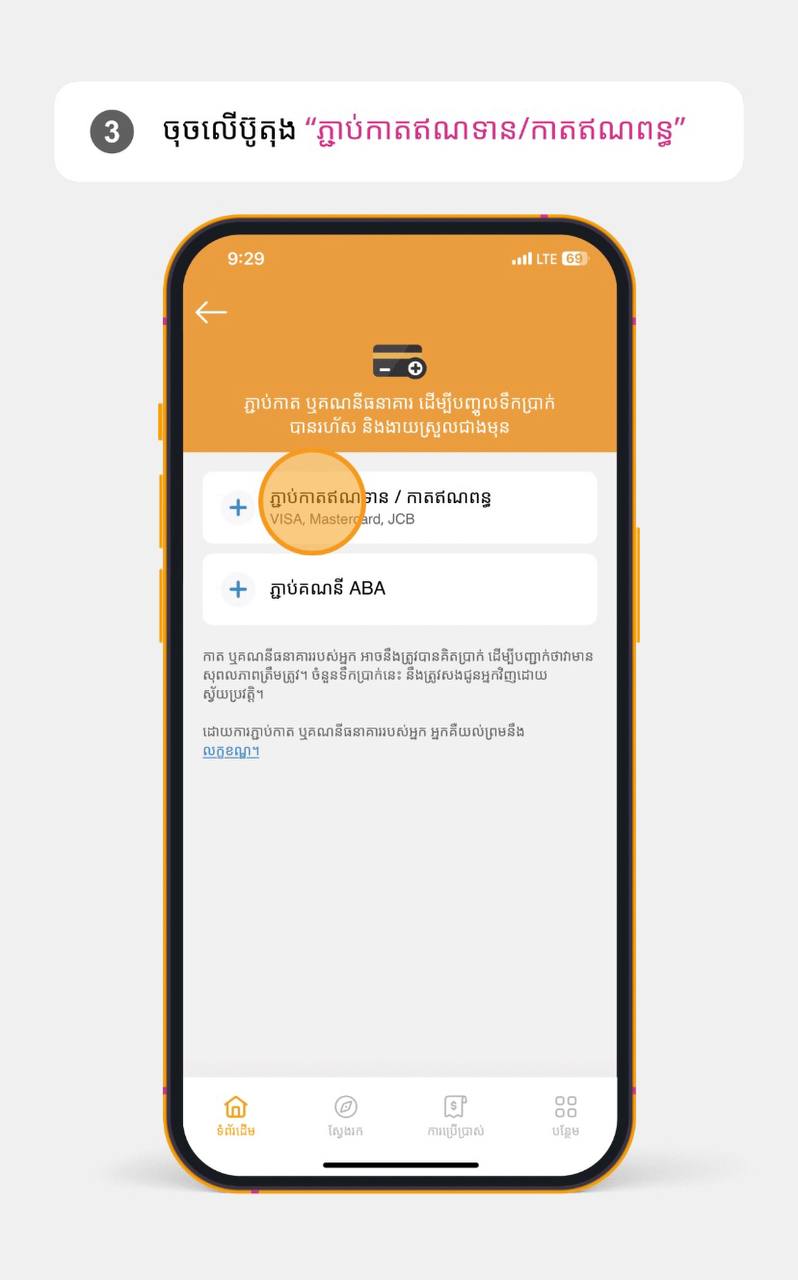 3 ចុចលើប៊ូតុង “ភ្ជាប់កាតឥណទាន/កាតឥណពន្ធ”
9:29 LTE 69
ភ្ជាប់កាត ឬគណនីធនាគារ ដើម្បីបញ្ចូលទឹកប្រាក់
បានរហ័ស និងងាយស្រួលជាងមុន
ភ្ជាប់កាតឥណទាន / កាតឥណពន្ធ
VISA, Mastercard, JCB
ភ្ជាប់គណនី ABA
កាត ឬគណនីធនាគាររបស់អ្នក អាចនឹងត្រូវបានគិតប្រាក់ ដើម្បីបញ្ជាក់ថាវាមាន
សុពលភាពត្រឹមត្រូវ។ ចំនួនទឹកប្រាក់នេះ នឹងត្រូវសងជូនអ្នកវិញដោយ
ស្វ័យប្រវត្តិ។
ដោយការភ្ជាប់កាត ឬគណនីធនាគាររបស់អ្នក អ្នកគឺយល់ព្រមនឹង
លក្ខខណ្ឌ។
ទំព័រដើម ស្វែងរក ការប្រើប្រាស់ បន្ថែម